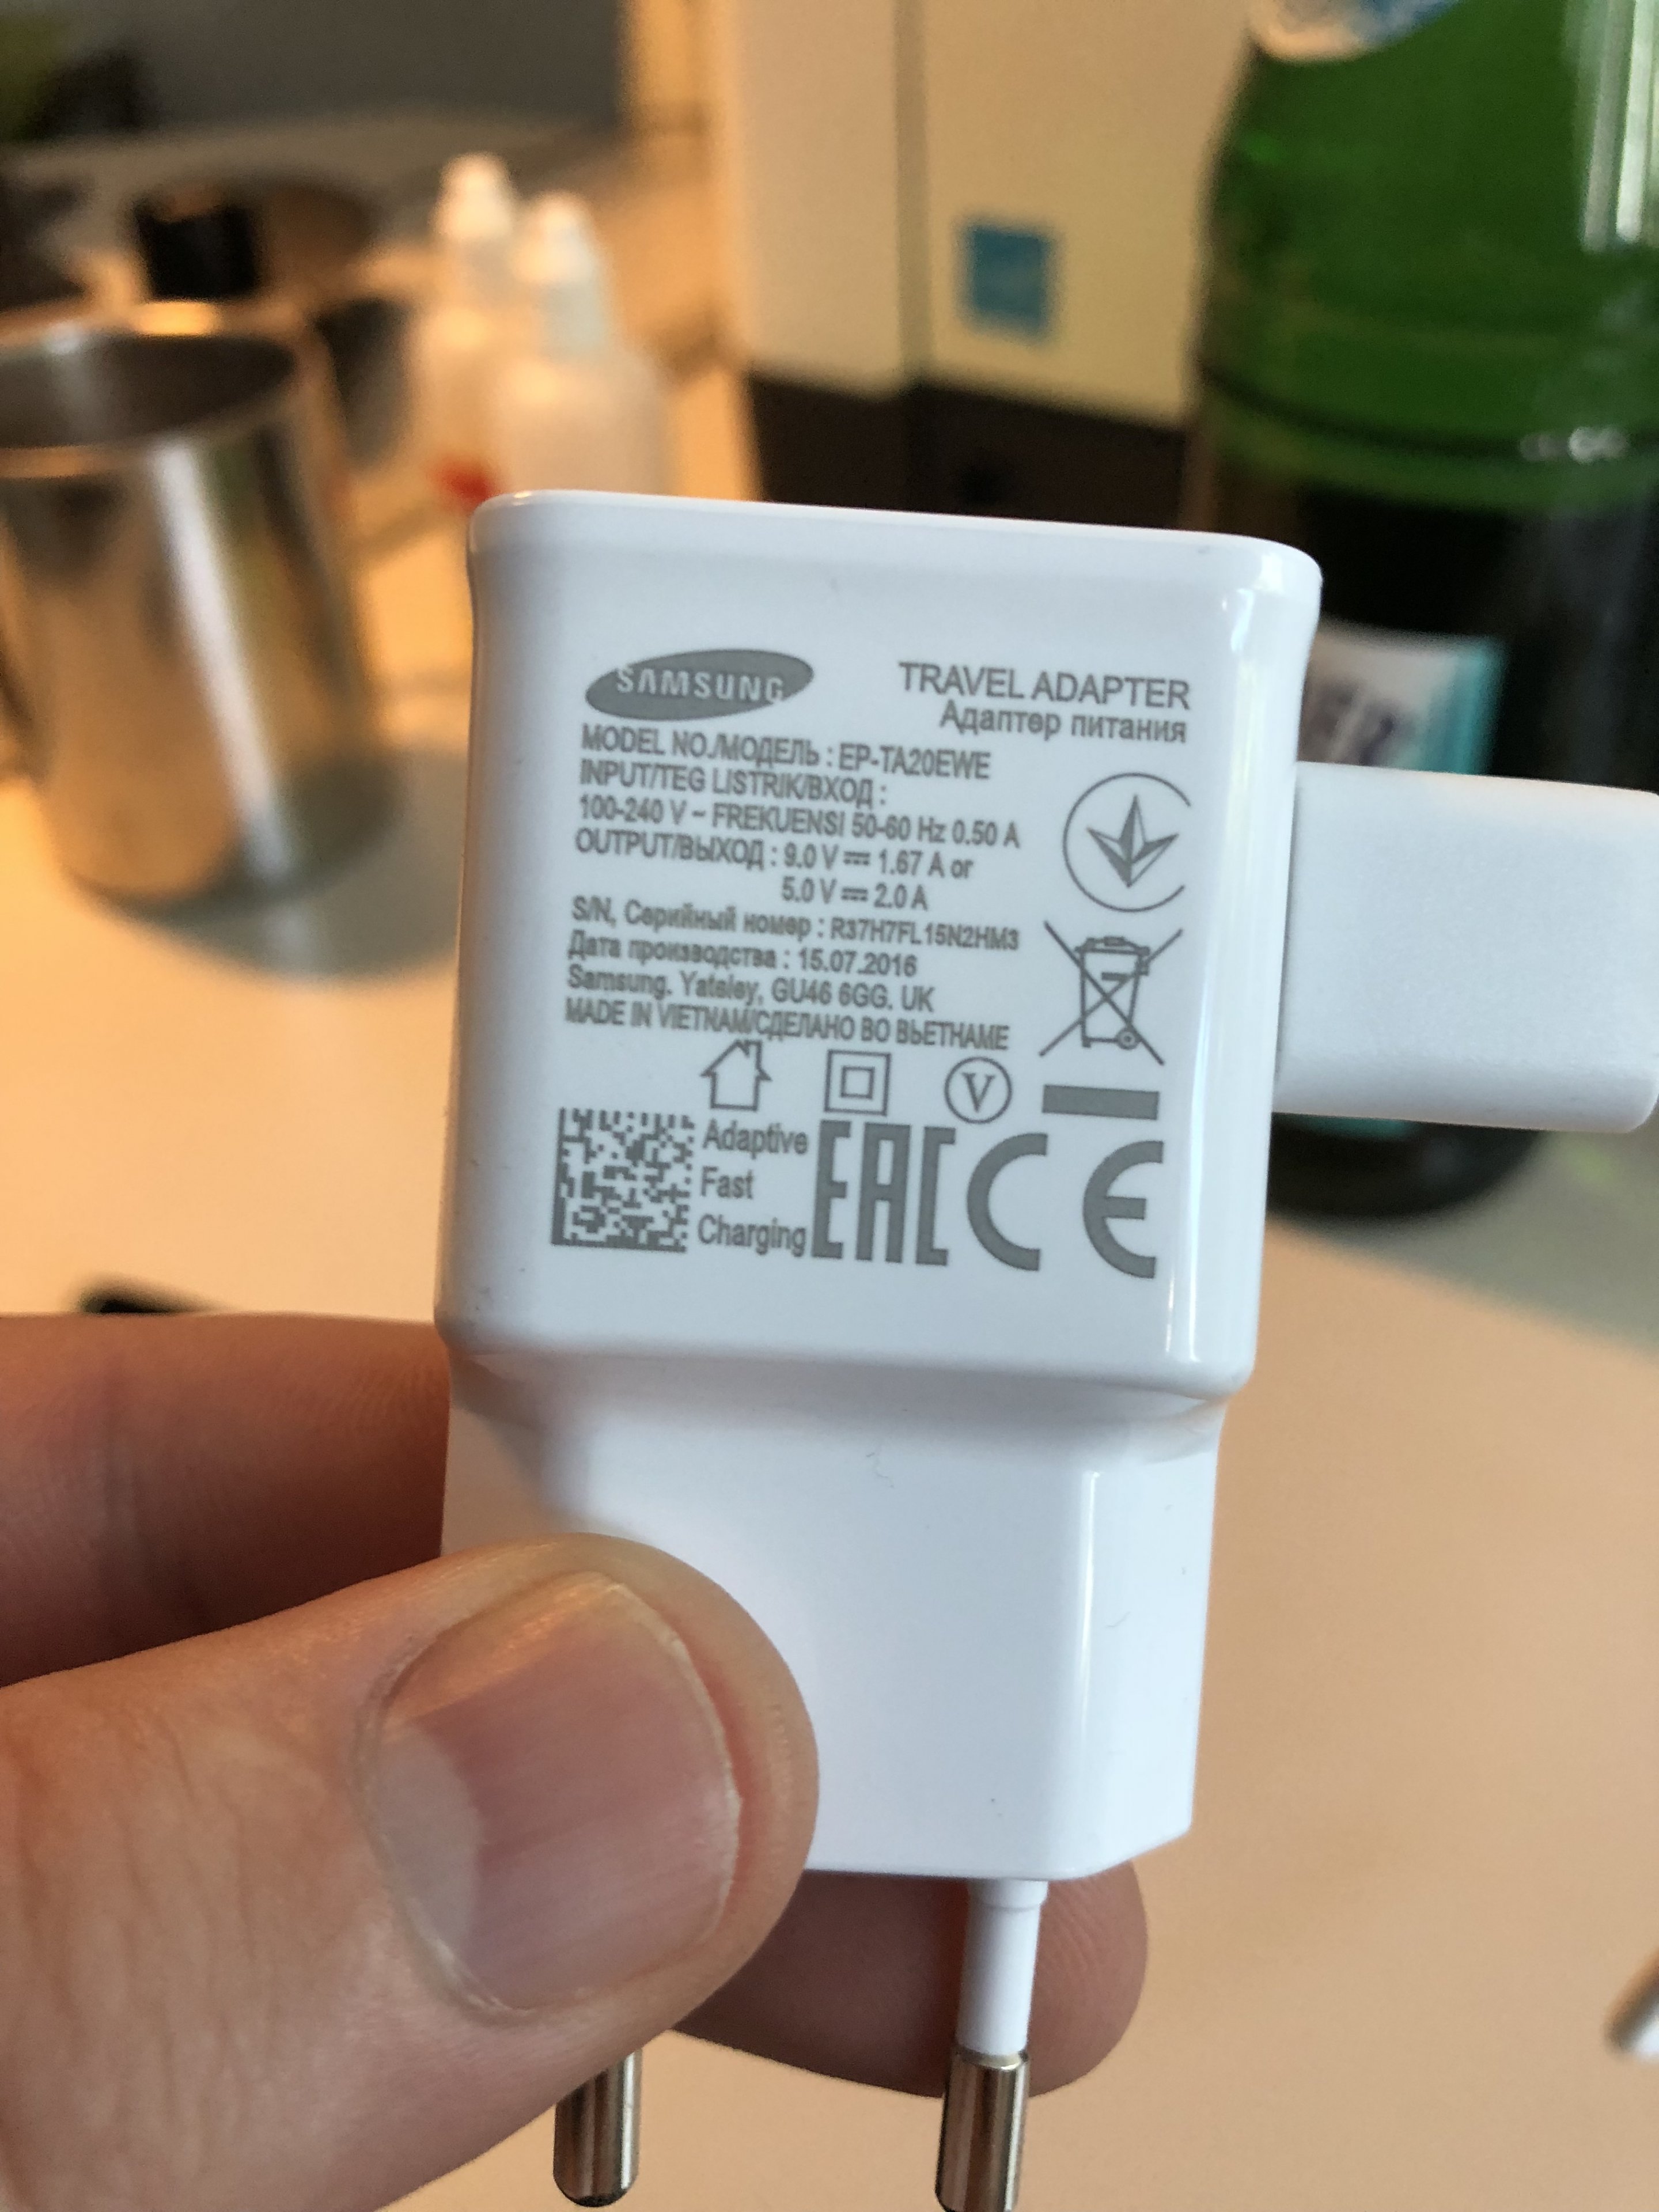 SAMSUNG
TRAVEL ADAPTER
Адаптер питания
MODEL NO./МОДЕЛЬ : EP-TA20EWE
INPUT/TEG LISTRIK/ВХОД :
100-240 V ~ FREKUENSI 50-60 Hz 0.50 A
OUTPUT/ВЫХОД : 9.0 V ⎓ 1.67 A or
5.0 V ⎓ 2.0 A
S/N, Серийный номер : R37H7FL15N2HM3
Дата производства : 15.07.2016
Samsung. Yateley, GU46 6GG. UK
MADE IN VIETNAM/СДЕЛАНО ВО ВЬЕТНАМЕ
V
Adaptive
Fast
Charging
EAC CE